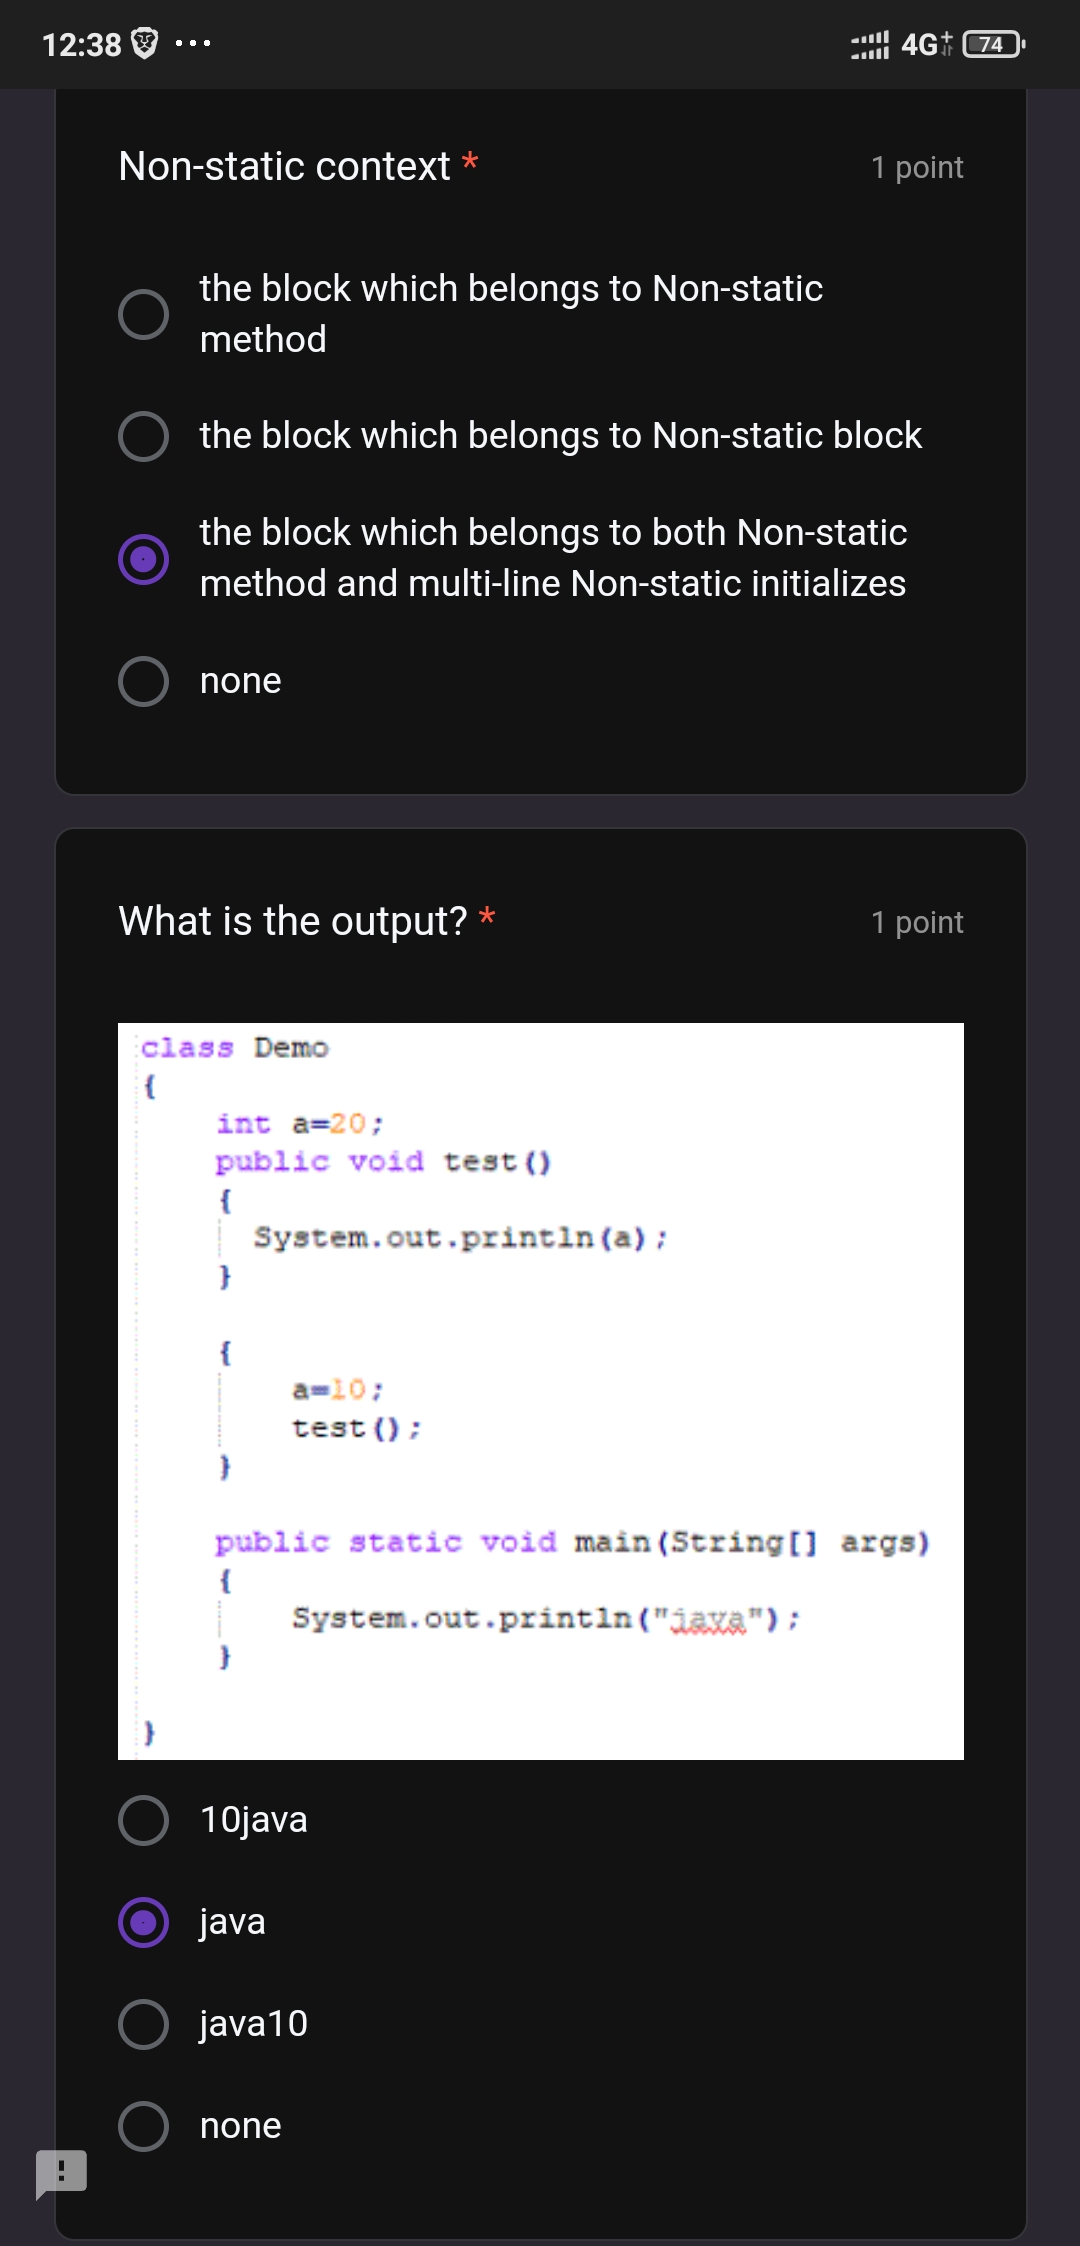 12:38
4G+ 74
Non-static context * 1 point
the block which belongs to Non-static
method
the block which belongs to Non-static block
the block which belongs to both Non-static
method and multi-line Non-static initializes
none
What is the output? * 1 point
class Demo
{
int a=20;
public void test()
{
System.out.println(a);
}
{
a=10;
test();
}
public static void main(String[] args)
{
System.out.println("java");
}
}
10java
java
java10
none